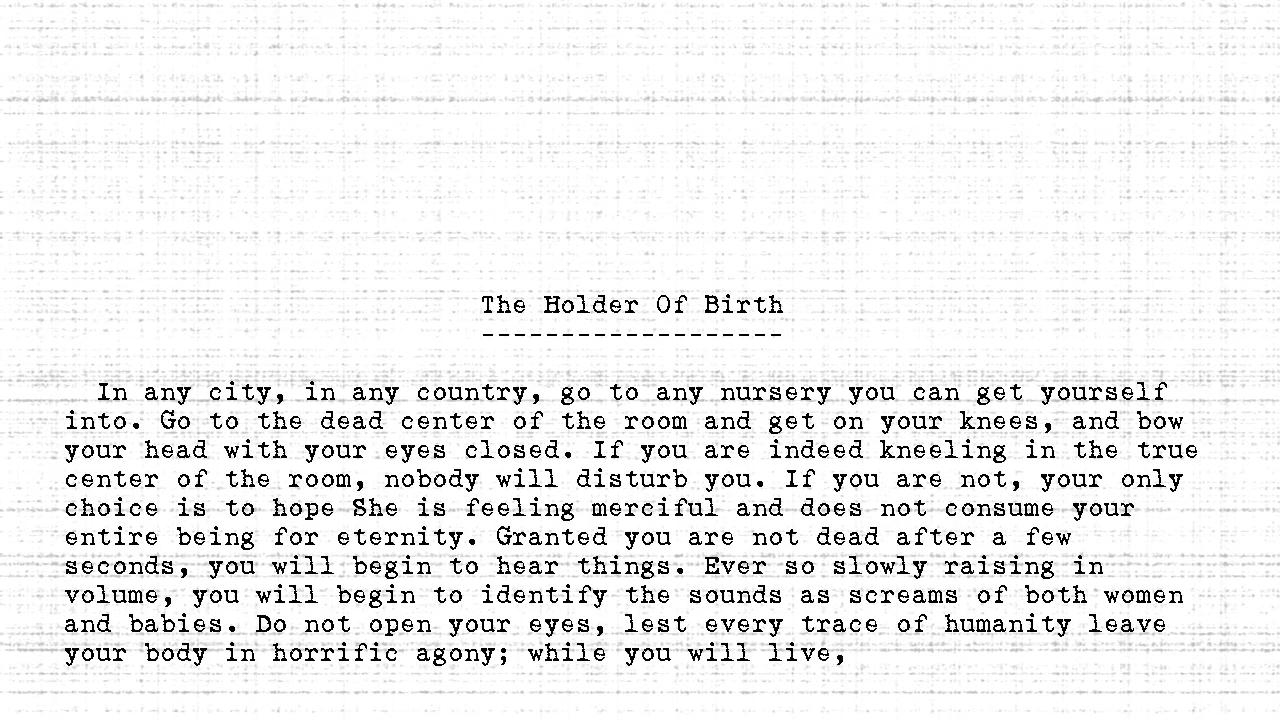 The Holder Of Birth
-------------------
In any city, in any country, go to any nursery you can get yourself
into. Go to the dead center of the room and get on your knees, and bow
your head with your eyes closed. If you are indeed kneeling in the true
center of the room, nobody will disturb you. If you are not, your only
choice is to hope She is feeling merciful and does not consume your
entire being for eternity. Granted you are not dead after a few
seconds, you will begin to hear things. Ever so slowly raising in
volume, you will begin to identify the sounds as screams of both women
and babies. Do not open your eyes, lest every trace of humanity leave
your body in horrific agony; while you will live,